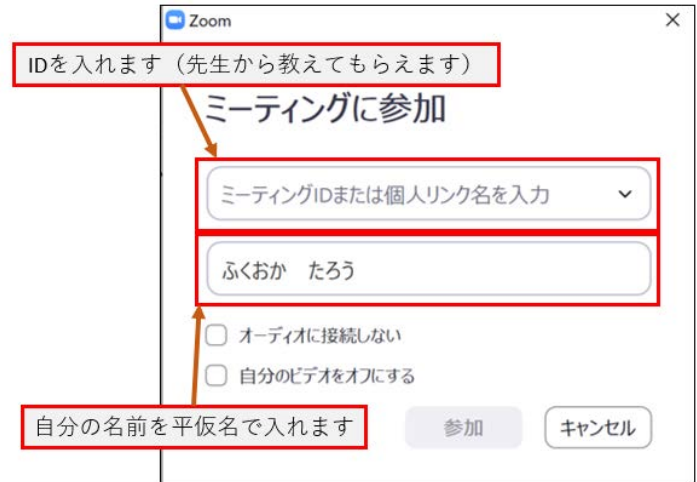 Zoom
IDを入れます（先生から教えてもらえます）
ミーティングに参加
ミーティングIDまたは個人リンク名を入力
ふくおか　たろう
オーディオに接続しない
自分のビデオをオフにする
自分の名前を平仮名で入れます
参加
キャンセル